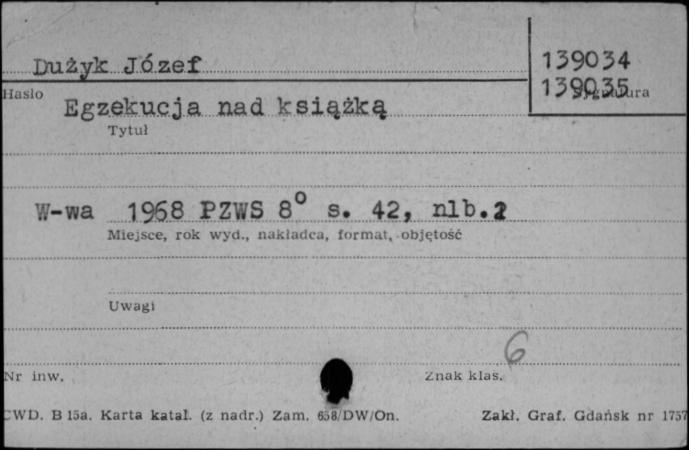 Dużyk Józef
139034
139035
Hasło
Sygnatura
Egzekucja nad książką
Tytuł
W-wa 1968 PZWS 8° s. 42, nlb.2
Miejsce, rok wyd., nakładca, format, objętość
Uwagi
6
Nr inw.
Znak klas.
CWD. B 15a. Karta katal. (z nadr.) Zam. 658/DW/On.
Zakł. Graf. Gdańsk nr 1757